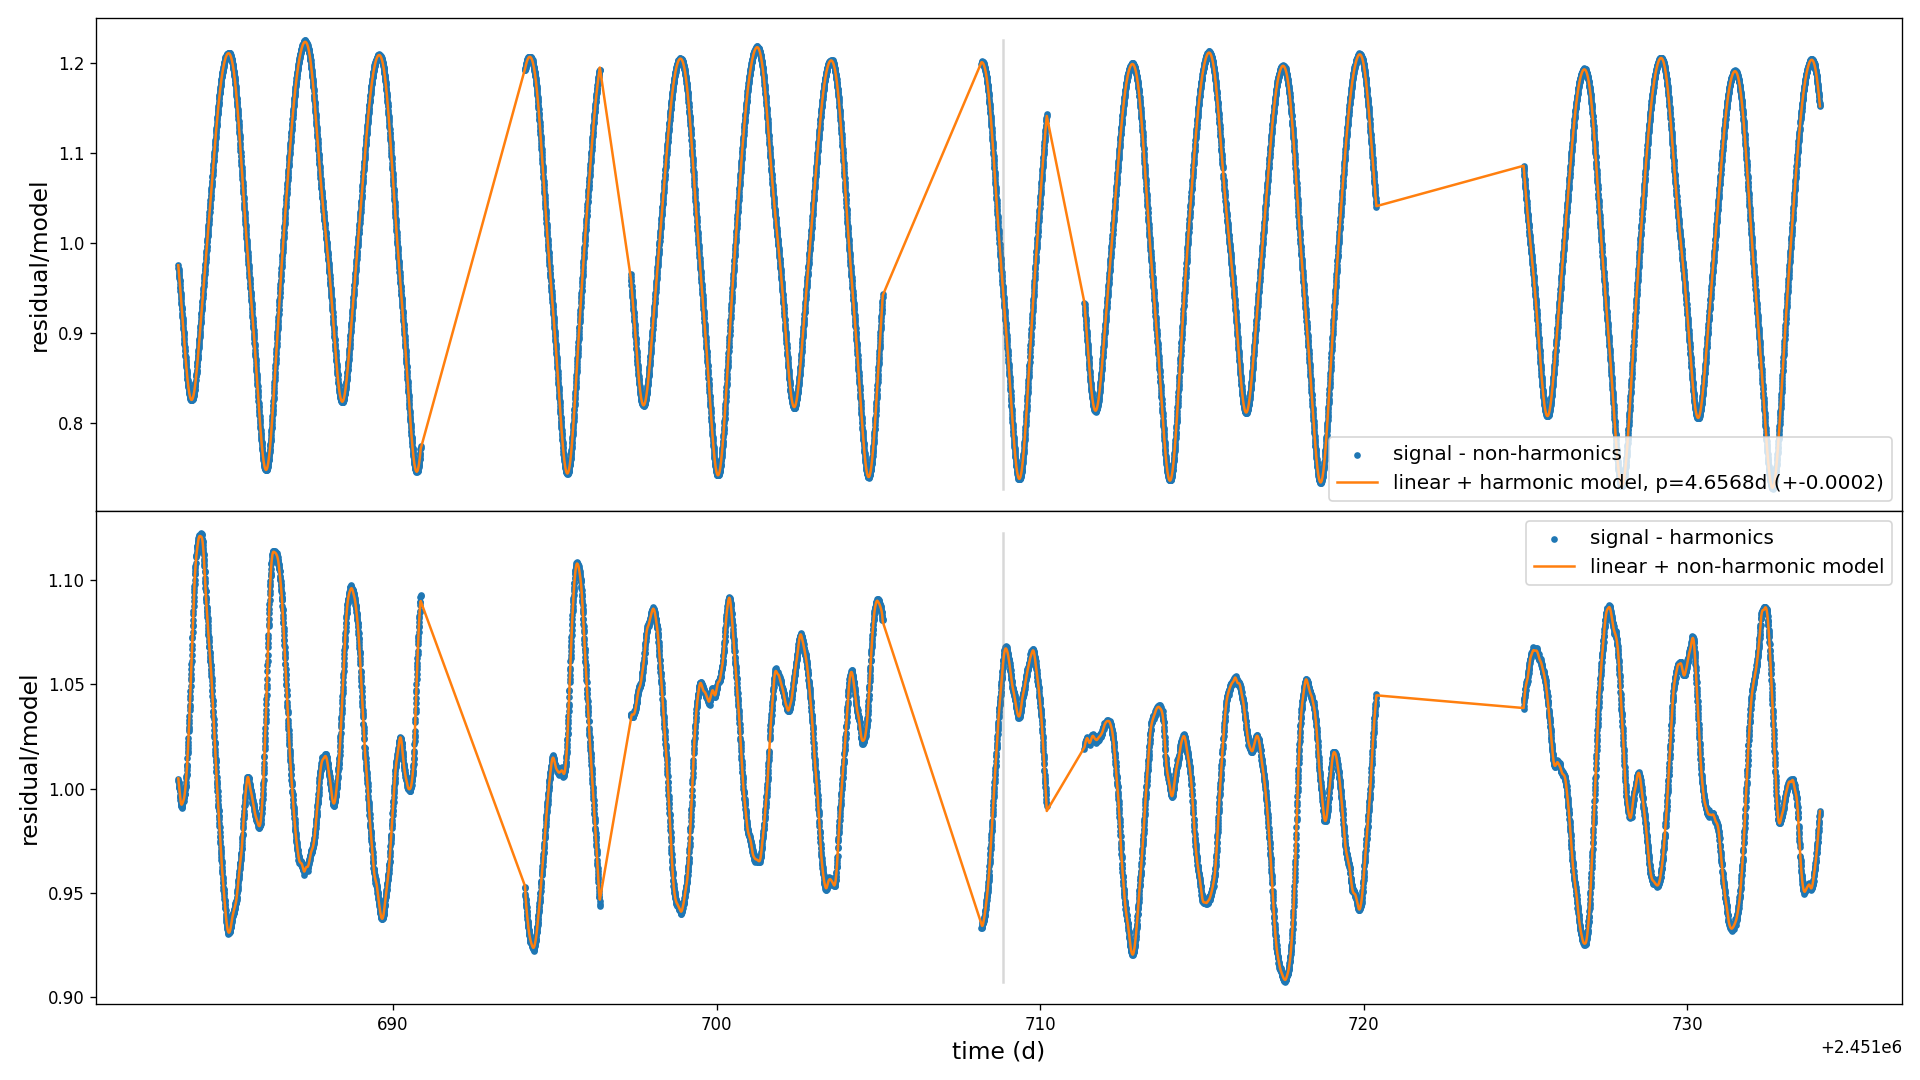 1.2
1.1
1.0
0.9
0.8
residual/model
signal - non-harmonics
linear + harmonic model, p=4.6568d (+-0.0002)
1.10
1.05
1.00
0.95
0.90
residual/model
signal - harmonics
linear + non-harmonic model
690 700 710 720 730
time (d)
+2.451e6